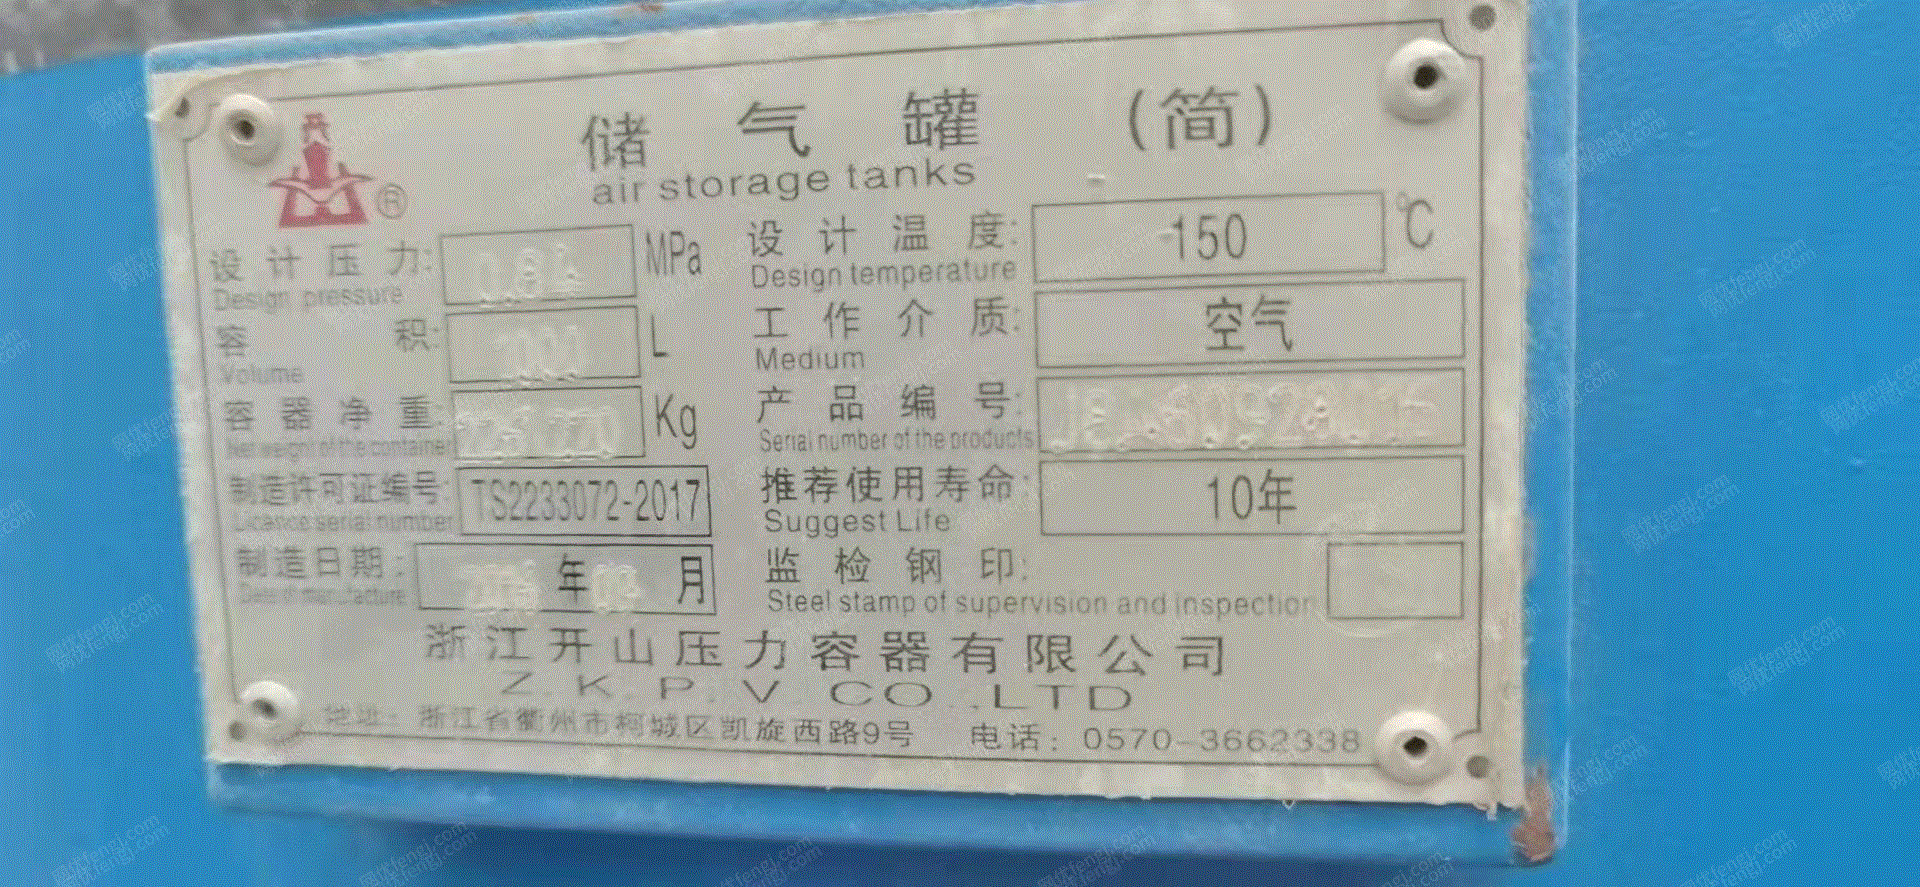 储气罐 (简)
air storage tanks
设计压力: MPa 设计温度: 150 ℃
Design pressure Design temperature
容积: L 工作介质: 空气
Volume Medium
容器净重: Kg 产品编号:
Net weight of the container Serial number of the products
制造许可证编号: TS2233072-2017 推荐使用寿命: 10年
Licence serial number Suggest Life
制造日期: 年 月 监检钢印:
Date of manufacture Steel stamp of supervision and inspection
浙江开山压力容器有限公司
Z.K.P.V.CO.,LTD
地址: 浙江省衢州市柯城区凯旋西路9号 电话: 0570-3662338